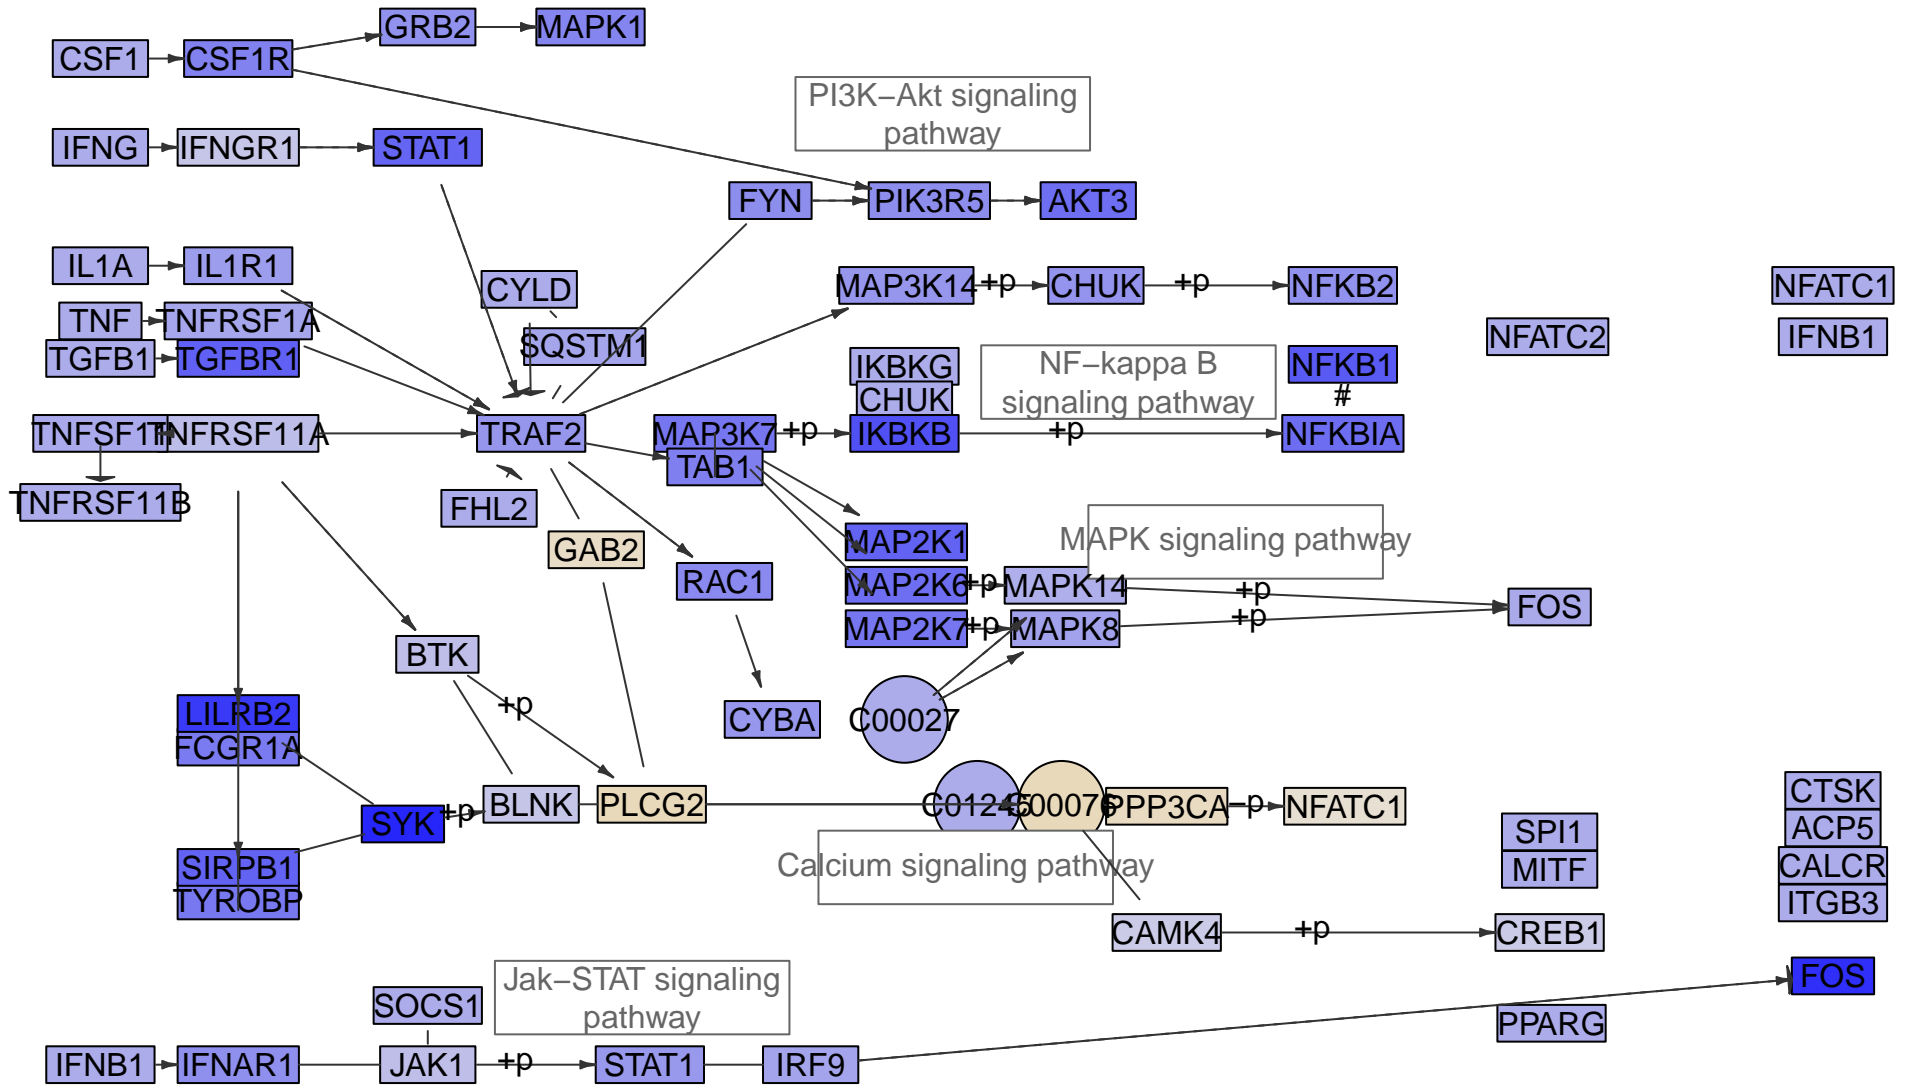 GRB2
MAPK1
CSF1
CSF1R
PI3K−Akt signaling
pathway
IFNG
IFNGR1
STAT1
FYN
PIK3R5
AKT3
IL1A
IL1R1
CYLD
MAP3K14
+p
CHUK
+p
NFKB2
NFATC1
TNF
TNFRSF1A
SQSTM1
NFATC2
IFNB1
TGFB1
TGFBR1
IKBKG
NF−kappa B
signaling pathway
NFKB1
CHUK
#
TNFRSF11A
TRAF2
MAP3K7
+p
IKBKB
+p
NFKBIA
TAB1
TNFRSF11B
FHL2
GAB2
MAP2K1
MAPK signaling pathway
RAC1
MAP2K6
+p
MAPK14
+p
FOS
MAP2K7
+p
MAPK8
+p
BTK
+p
LILRB2
CYBA
C00027
FCGR1A
SYK
+p
BLNK
PLCG2
C00076
PPP3CA
−p
NFATC1
CTSK
SPI1
ACP5
SIRPB1
Calcium signaling pathway
MITF
CALCR
TYROBP
ITGB3
CAMK4
+p
CREB1
SOCS1
Jak−STAT signaling
pathway
FOS
PPARG
IFNB1
IFNAR1
JAK1
+p
STAT1
IRF9